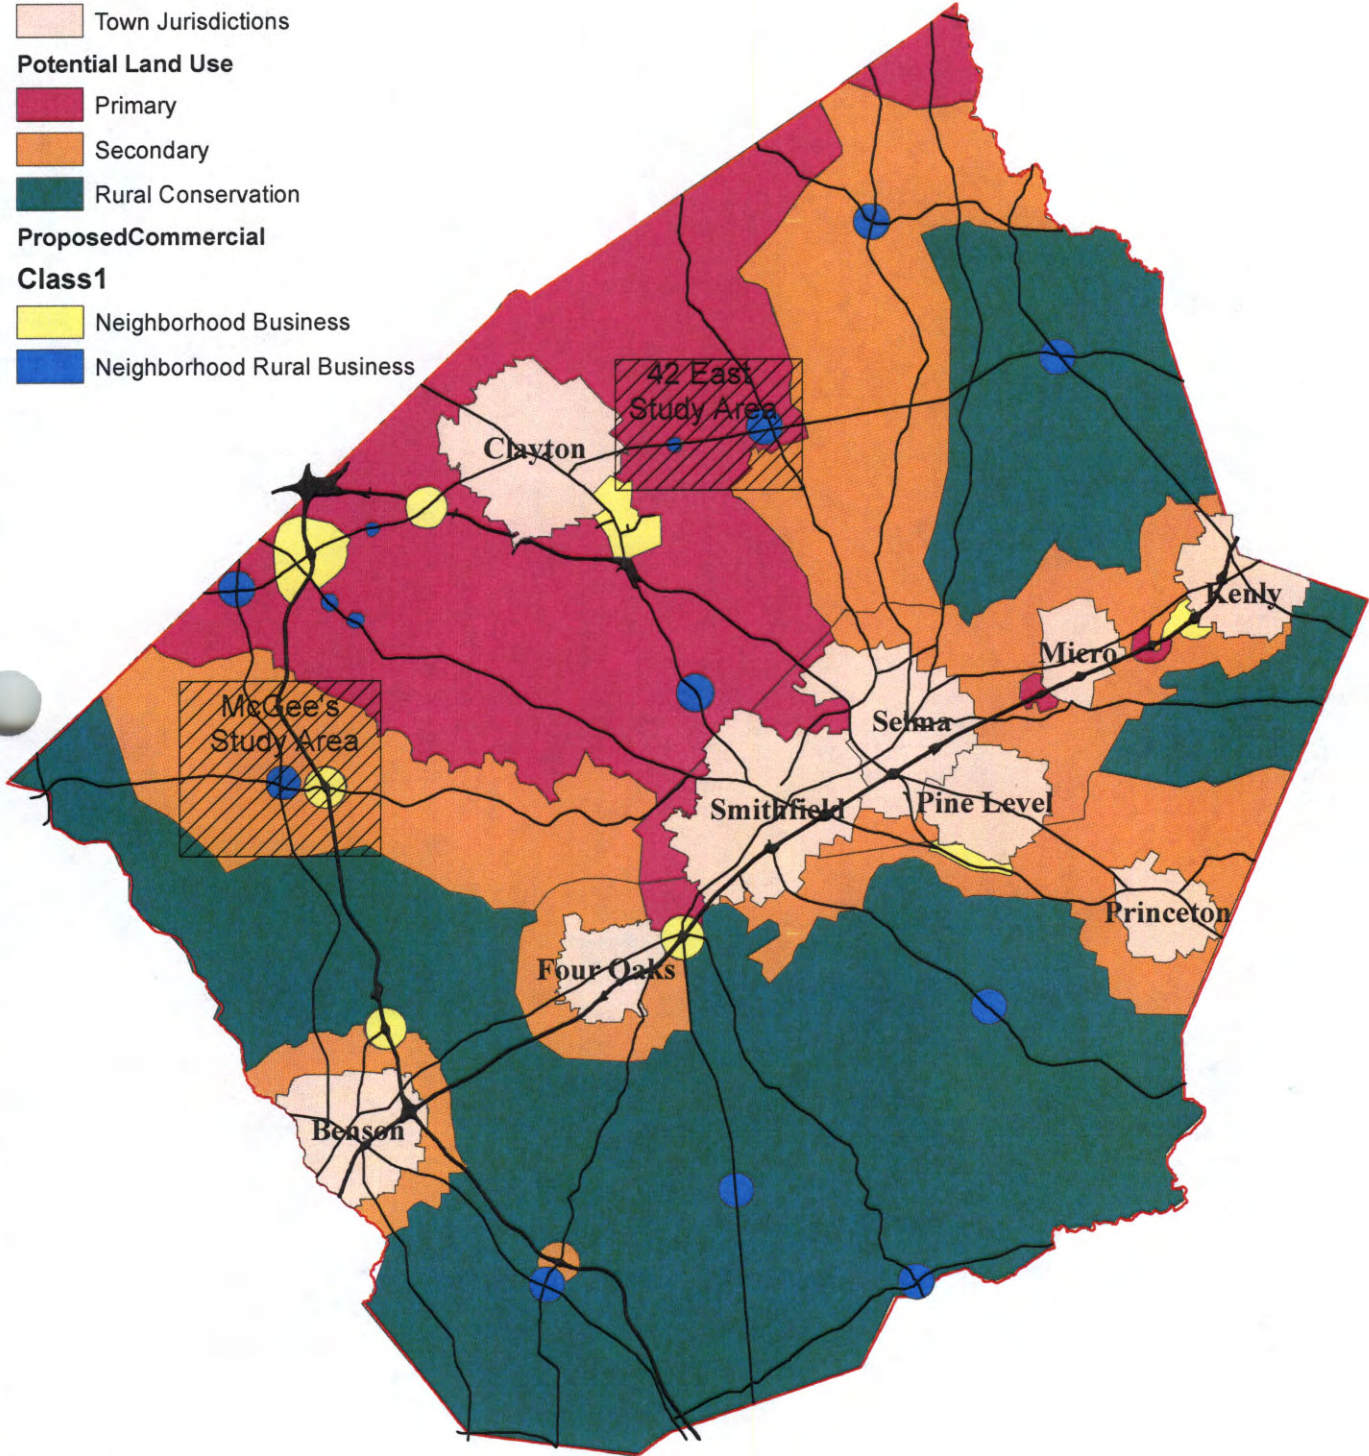 Town Jurisdictions
Potential Land Use
Primary
Secondary
Rural Conservation
ProposedCommercial
Class1
Neighborhood Business
Neighborhood Rural Business
42 East
Study Area
Clayton
Kenly
Micro
McGee's
Study Area
Selma
Smithfield
Pine Level
Princeton
Four Oaks
Benson